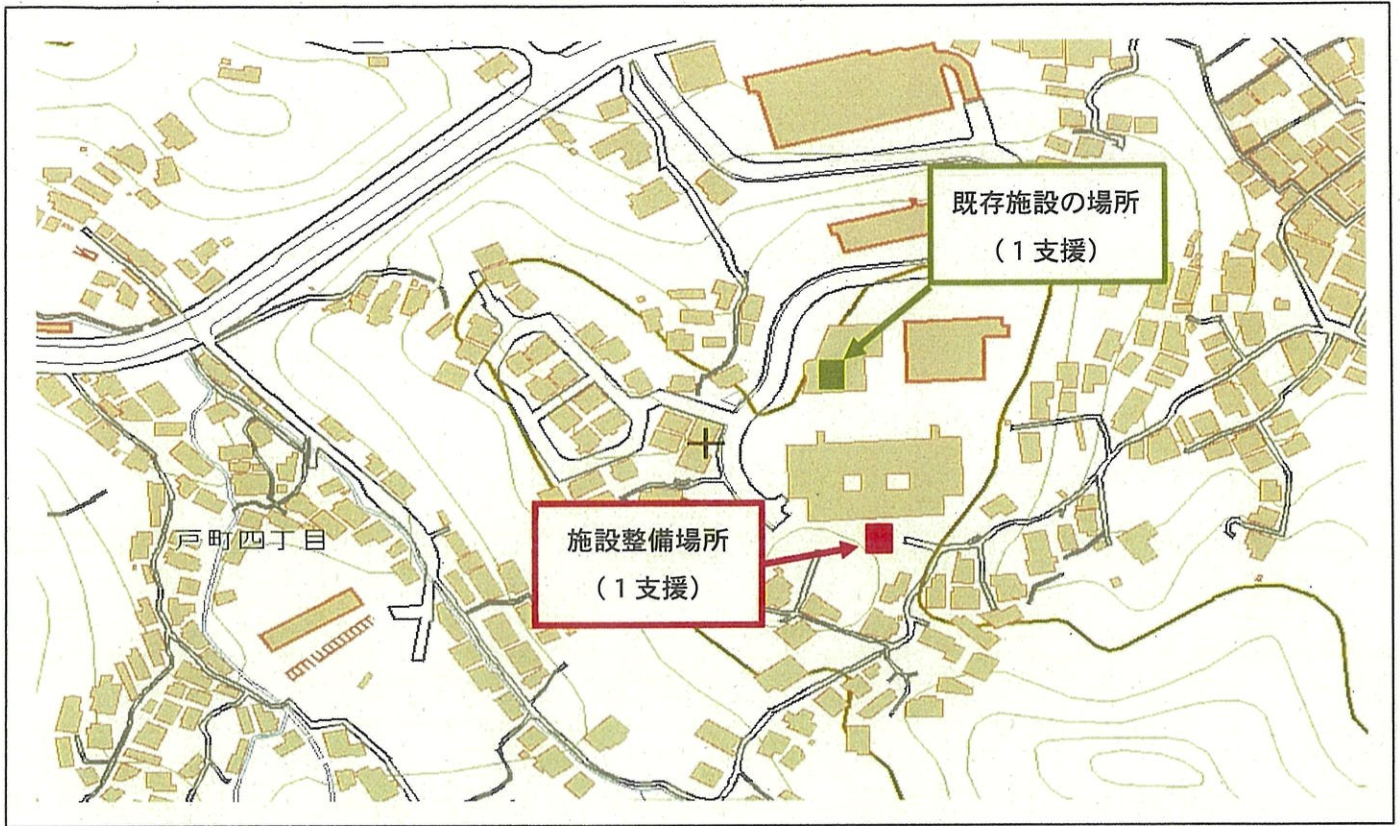 既存施設の場所
（1支援）
戸町四丁目
施設整備場所
（1支援）